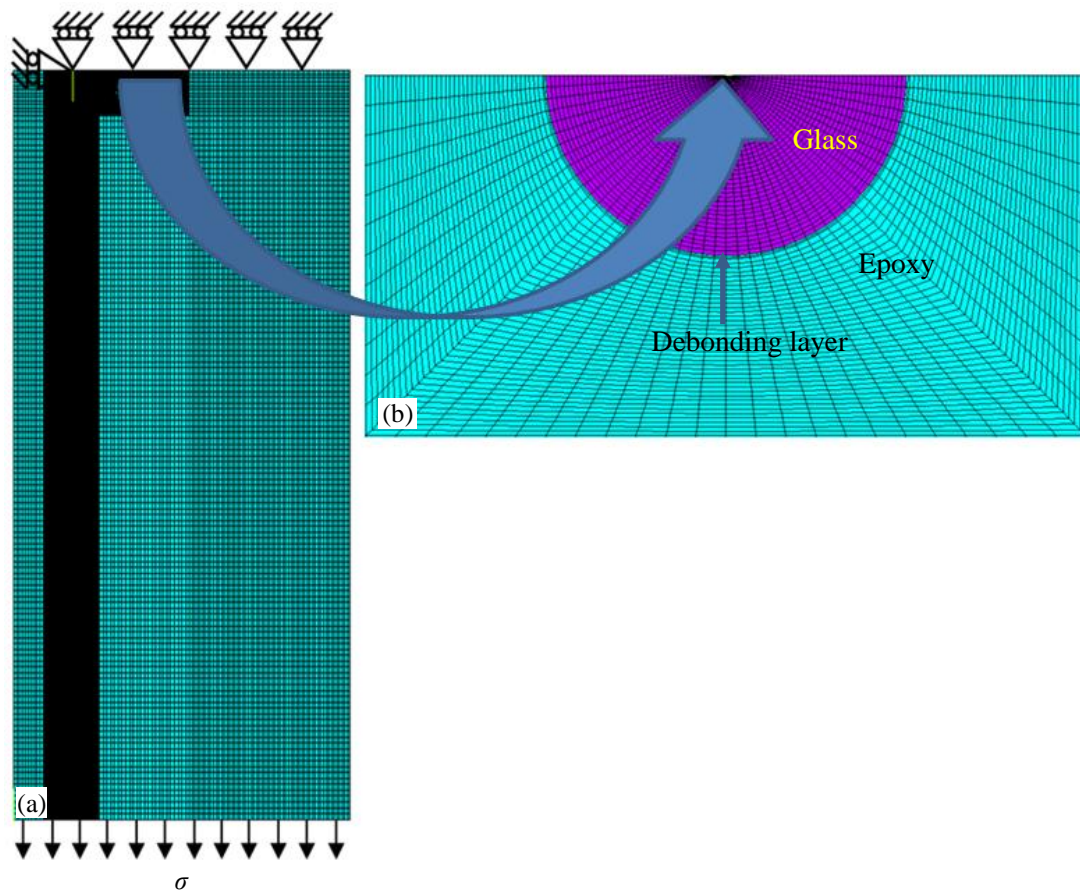 Glass
Epoxy
Debonding layer
(b)
(a)
σ